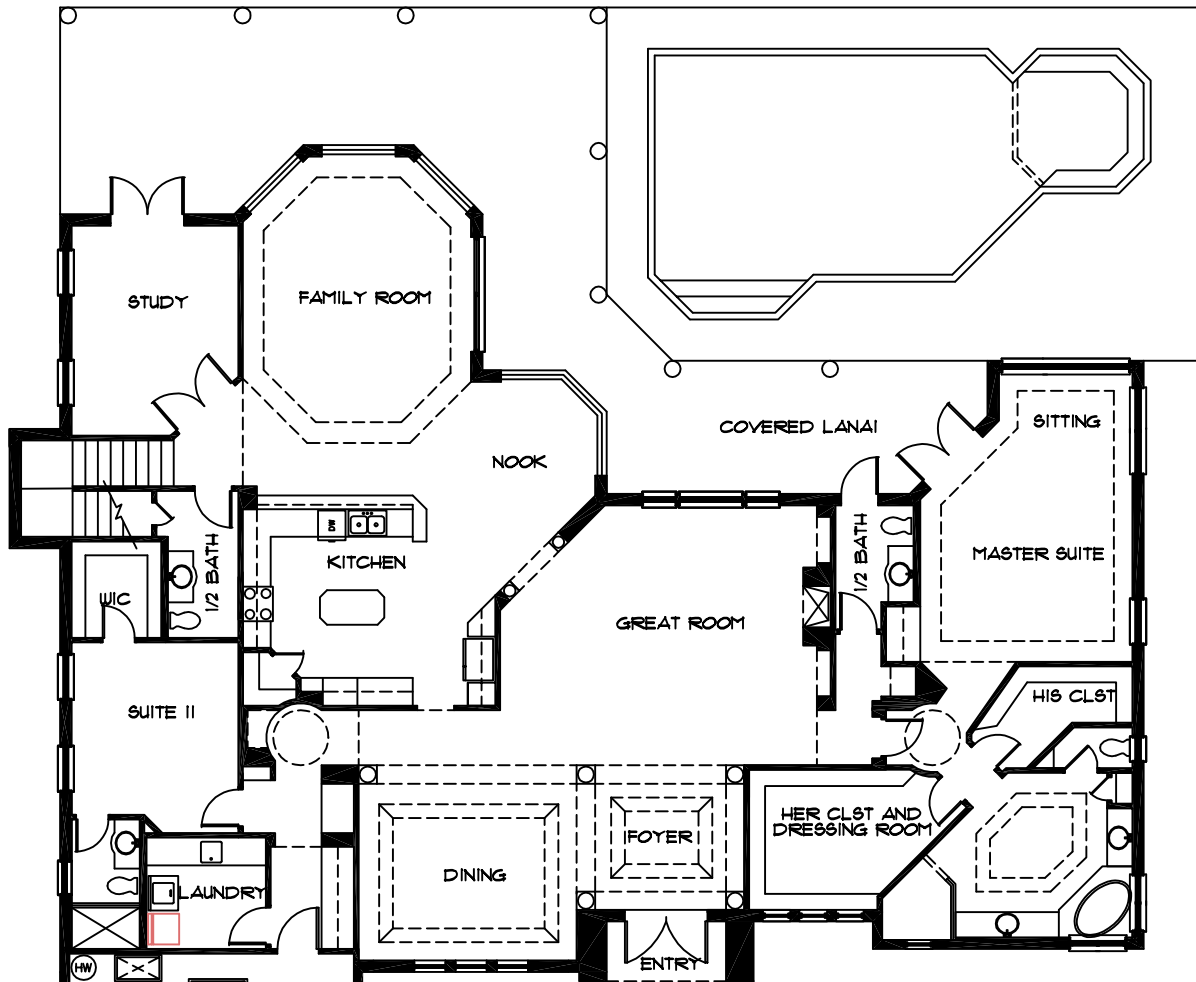 STUDY
FAMILY ROOM
SITTING
COVERED LANAI
NOOK
DW
KITCHEN
1/2 BATH
1/2 BATH
MASTER SUITE
WIC
GREAT ROOM
HIS CLST
SUITE II
HER CLST AND
DRESSING ROOM
FOYER
DINING
LAUNDRY
ENTRY
HW